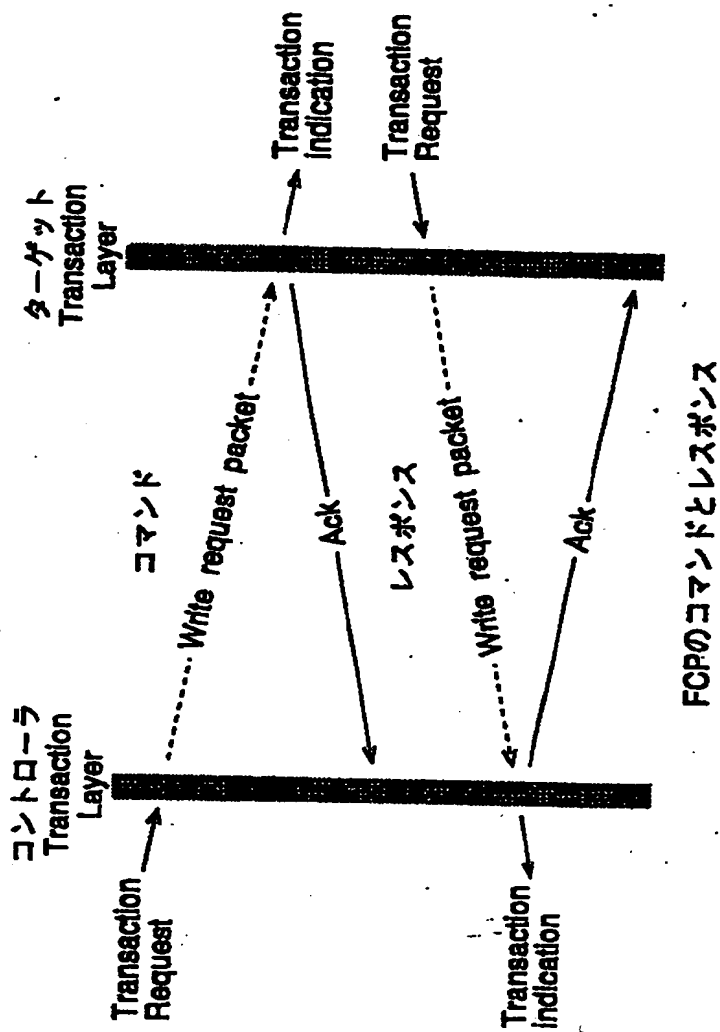 コントローラ
Transaction
Layer
ターゲット
Transaction
Layer
Transaction
Request
コマンド
Write request packet
Transaction
indication
Ack
レスポンス
Transaction
Request
Write request packet
Transaction
indication
Ack
FCPのコマンドとレスポンス